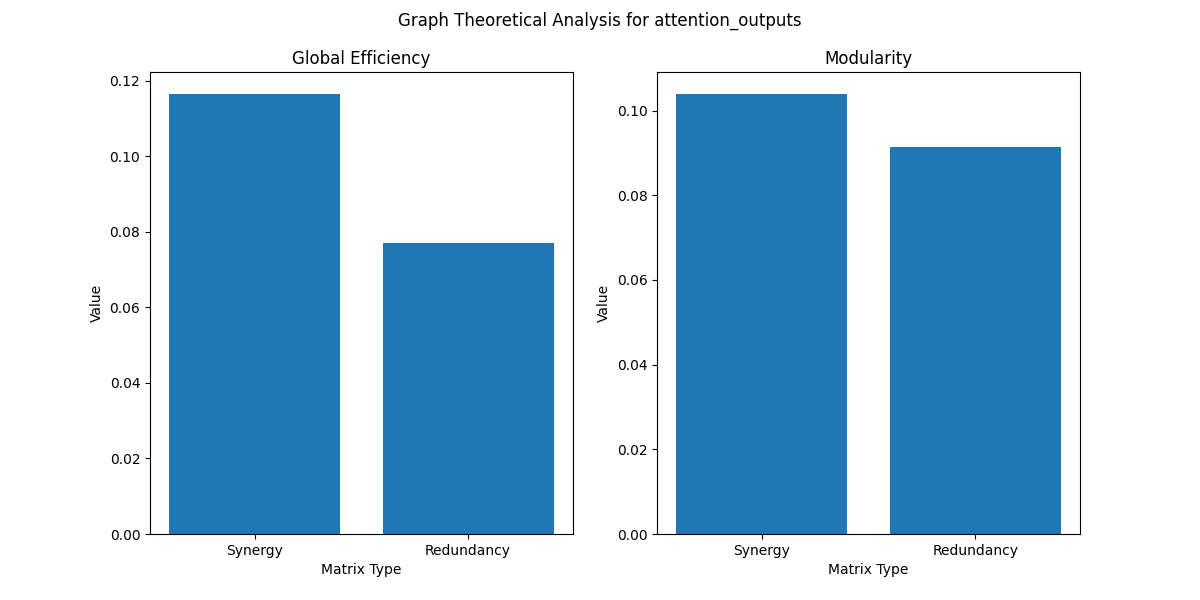 Graph Theoretical Analysis for attention_outputs
Global Efficiency
0.12
0.10
0.08
0.06
0.04
0.02
0.00
Value
Synergy
Redundancy
Matrix Type
Modularity
0.10
0.08
0.06
0.04
0.02
0.00
Value
Synergy
Redundancy
Matrix Type